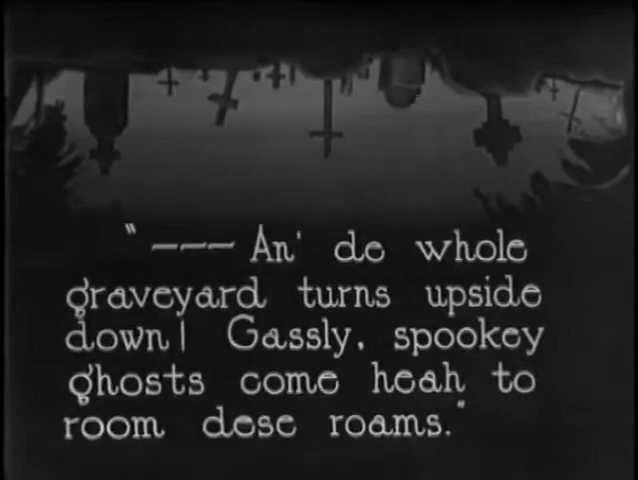 "--- An' de whole
graveyard turns upside
down! Gassly, spookey
ghosts come heah to
room dese roams."